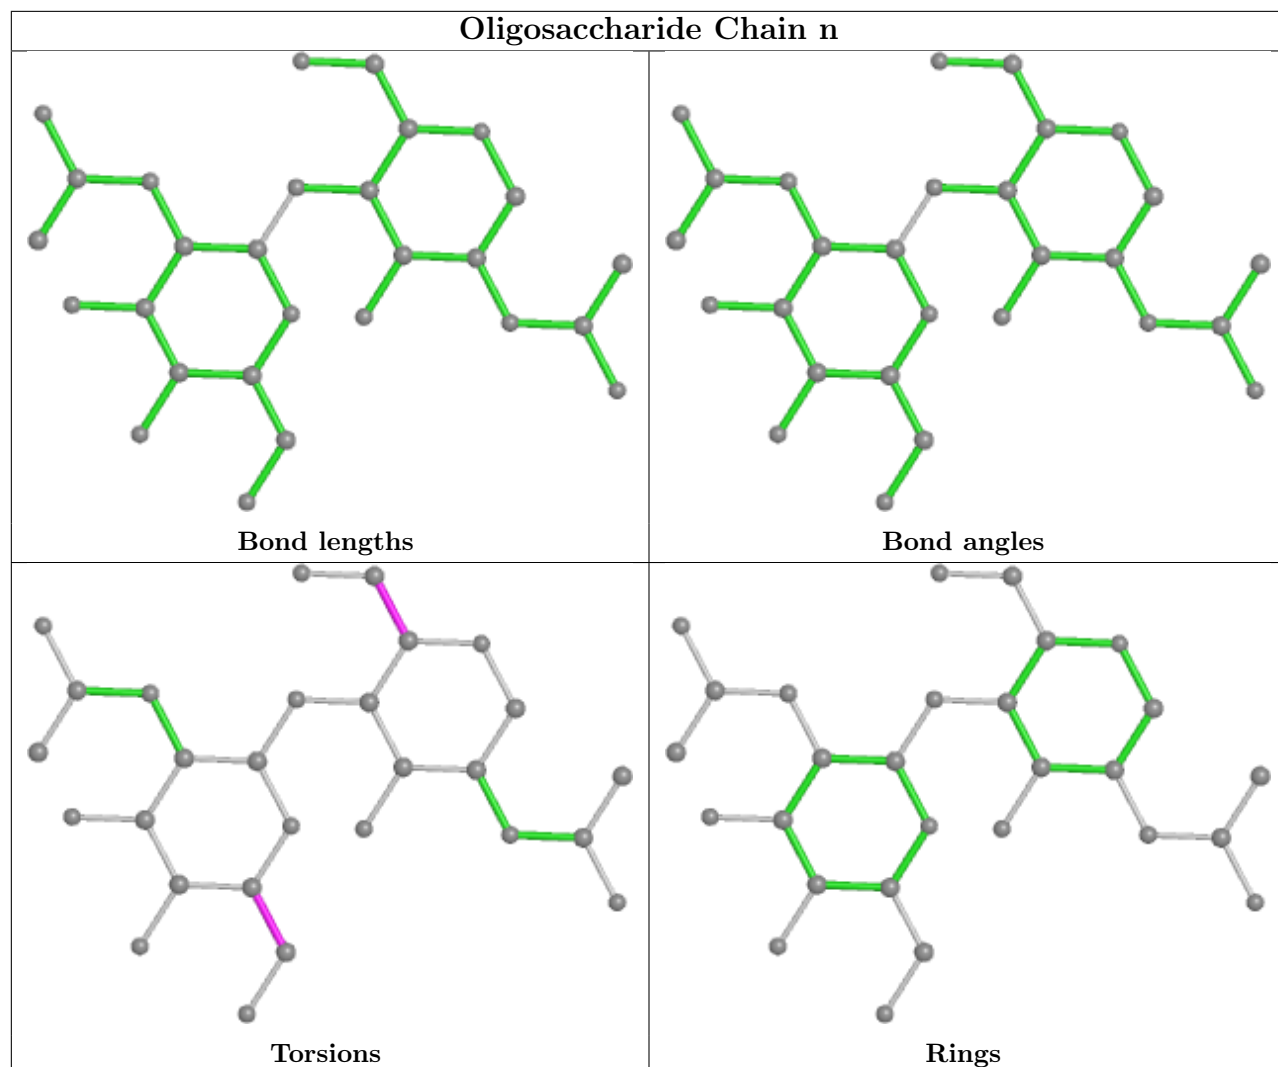 Oligosaccharide Chain n
Bond lengths
Bond angles
Torsions
Rings